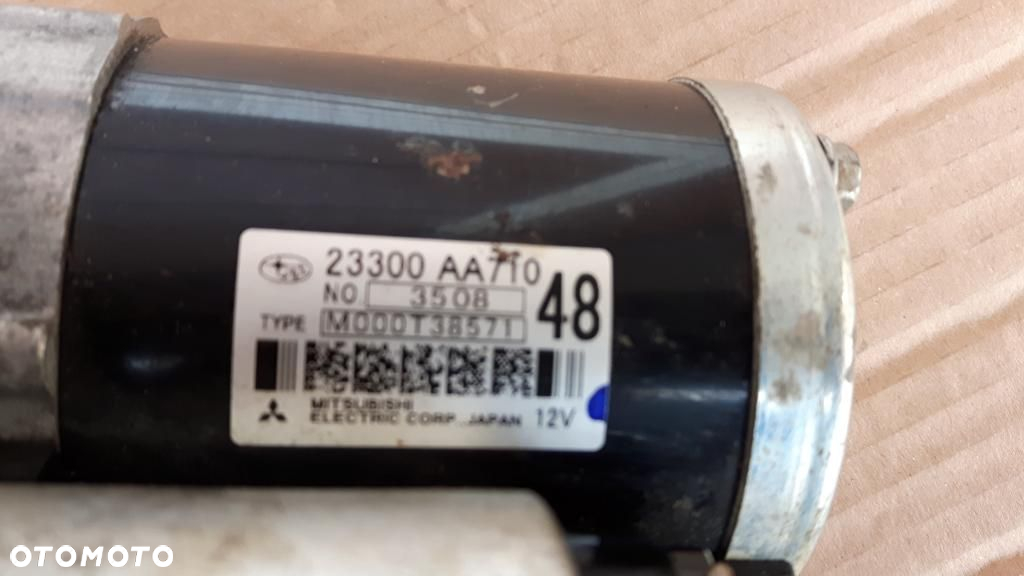 23300 AA710
NO. 3508
48
TYPE M000T38571
MITSUBISHI
ELECTRIC CORP. JAPAN 12V
OTOMOTO